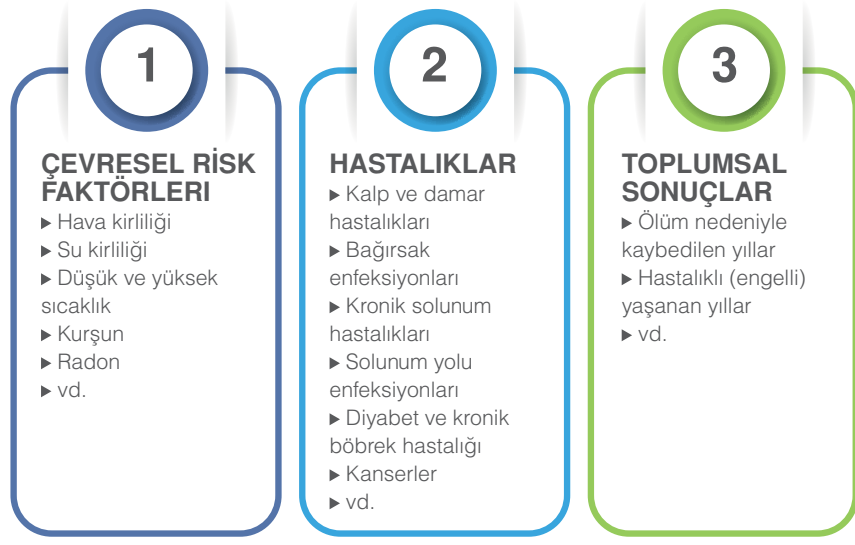 1
ÇEVRESEL RİSK
FAKTÖRLERI
▸ Hava kirliliği
▸ Su kirliliği
▸ Düşük ve yüksek
sıcaklık
▸ Kurşun
▸ Radon
▸ vd.
2
HASTALIKLAR
▸ Kalp ve damar
hastalıkları
▸ Bağırsak
enfeksiyonları
▸ Kronik solunum
hastalıkları
▸ Solunum yolu
enfeksiyonları
▸ Diyabet ve kronik
böbrek hastalığı
▸ Kanserler
▸ vd.
3
TOPLUMSAL
SONUÇLAR
▸ Ölüm nedeniyle
kaybedilen yıllar
▸ Hastalıklı (engelli)
yaşanan yıllar
▸ vd.